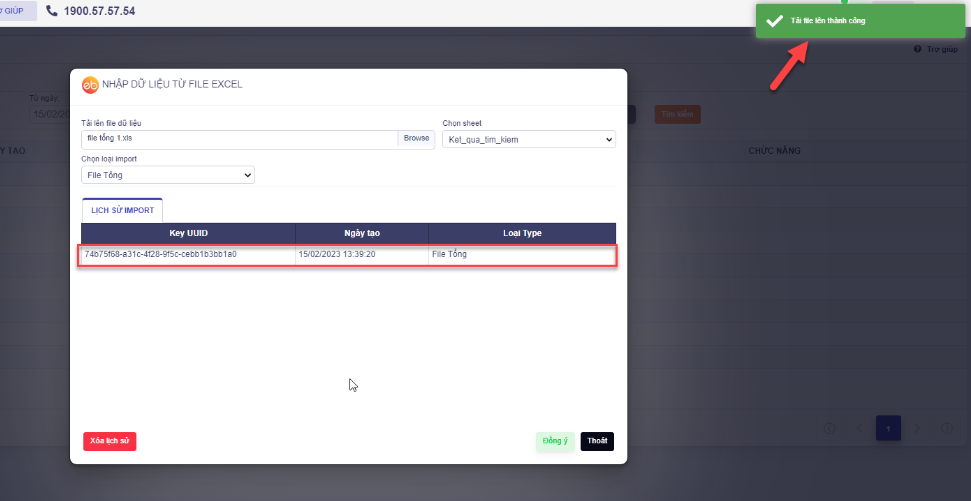 GIÚP
1900.57.57.54
Tải file lên thành công
Trợ giúp
eb NHẬP DỮ LIỆU TỪ FILE EXCEL
Từ ngày
15/02/20
Tìm kiếm
Tải lên file dữ liệu
Chọn sheet
file tổng 1.xls
Browse
Ket_qua_tim_kiem
Chọn loại import
File Tổng
Y TẠO
CHỨC NĂNG
LỊCH SỬ IMPORT
Key UUID Ngày tạo Loại Type
74b75f68-a31c-4f28-9f5c-cebb1b3bb1a0 15/02/2023 13:39:20 File Tổng
1
Xóa lịch sử
Đồng ý
Thoát